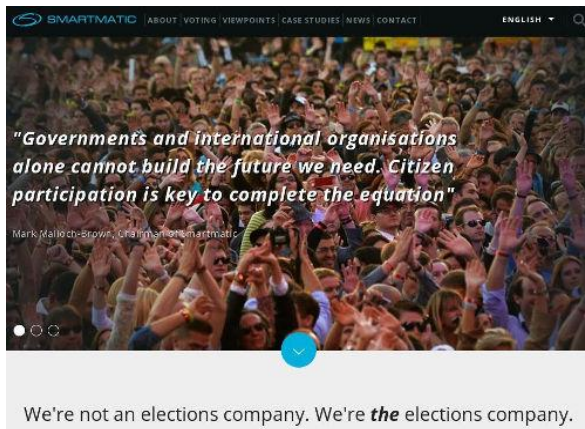 SMARTMATIC ABOUT VOTING VIEWPOINTS CASE STUDIES NEWS CONTACT ENGLISH
"Governments and international organisations
alone cannot build the future we need. Citizen
participation is key to complete the equation"
Mark Malloch-Brown, Chairman of Smartmatic
We're not an elections company. We're the elections company.